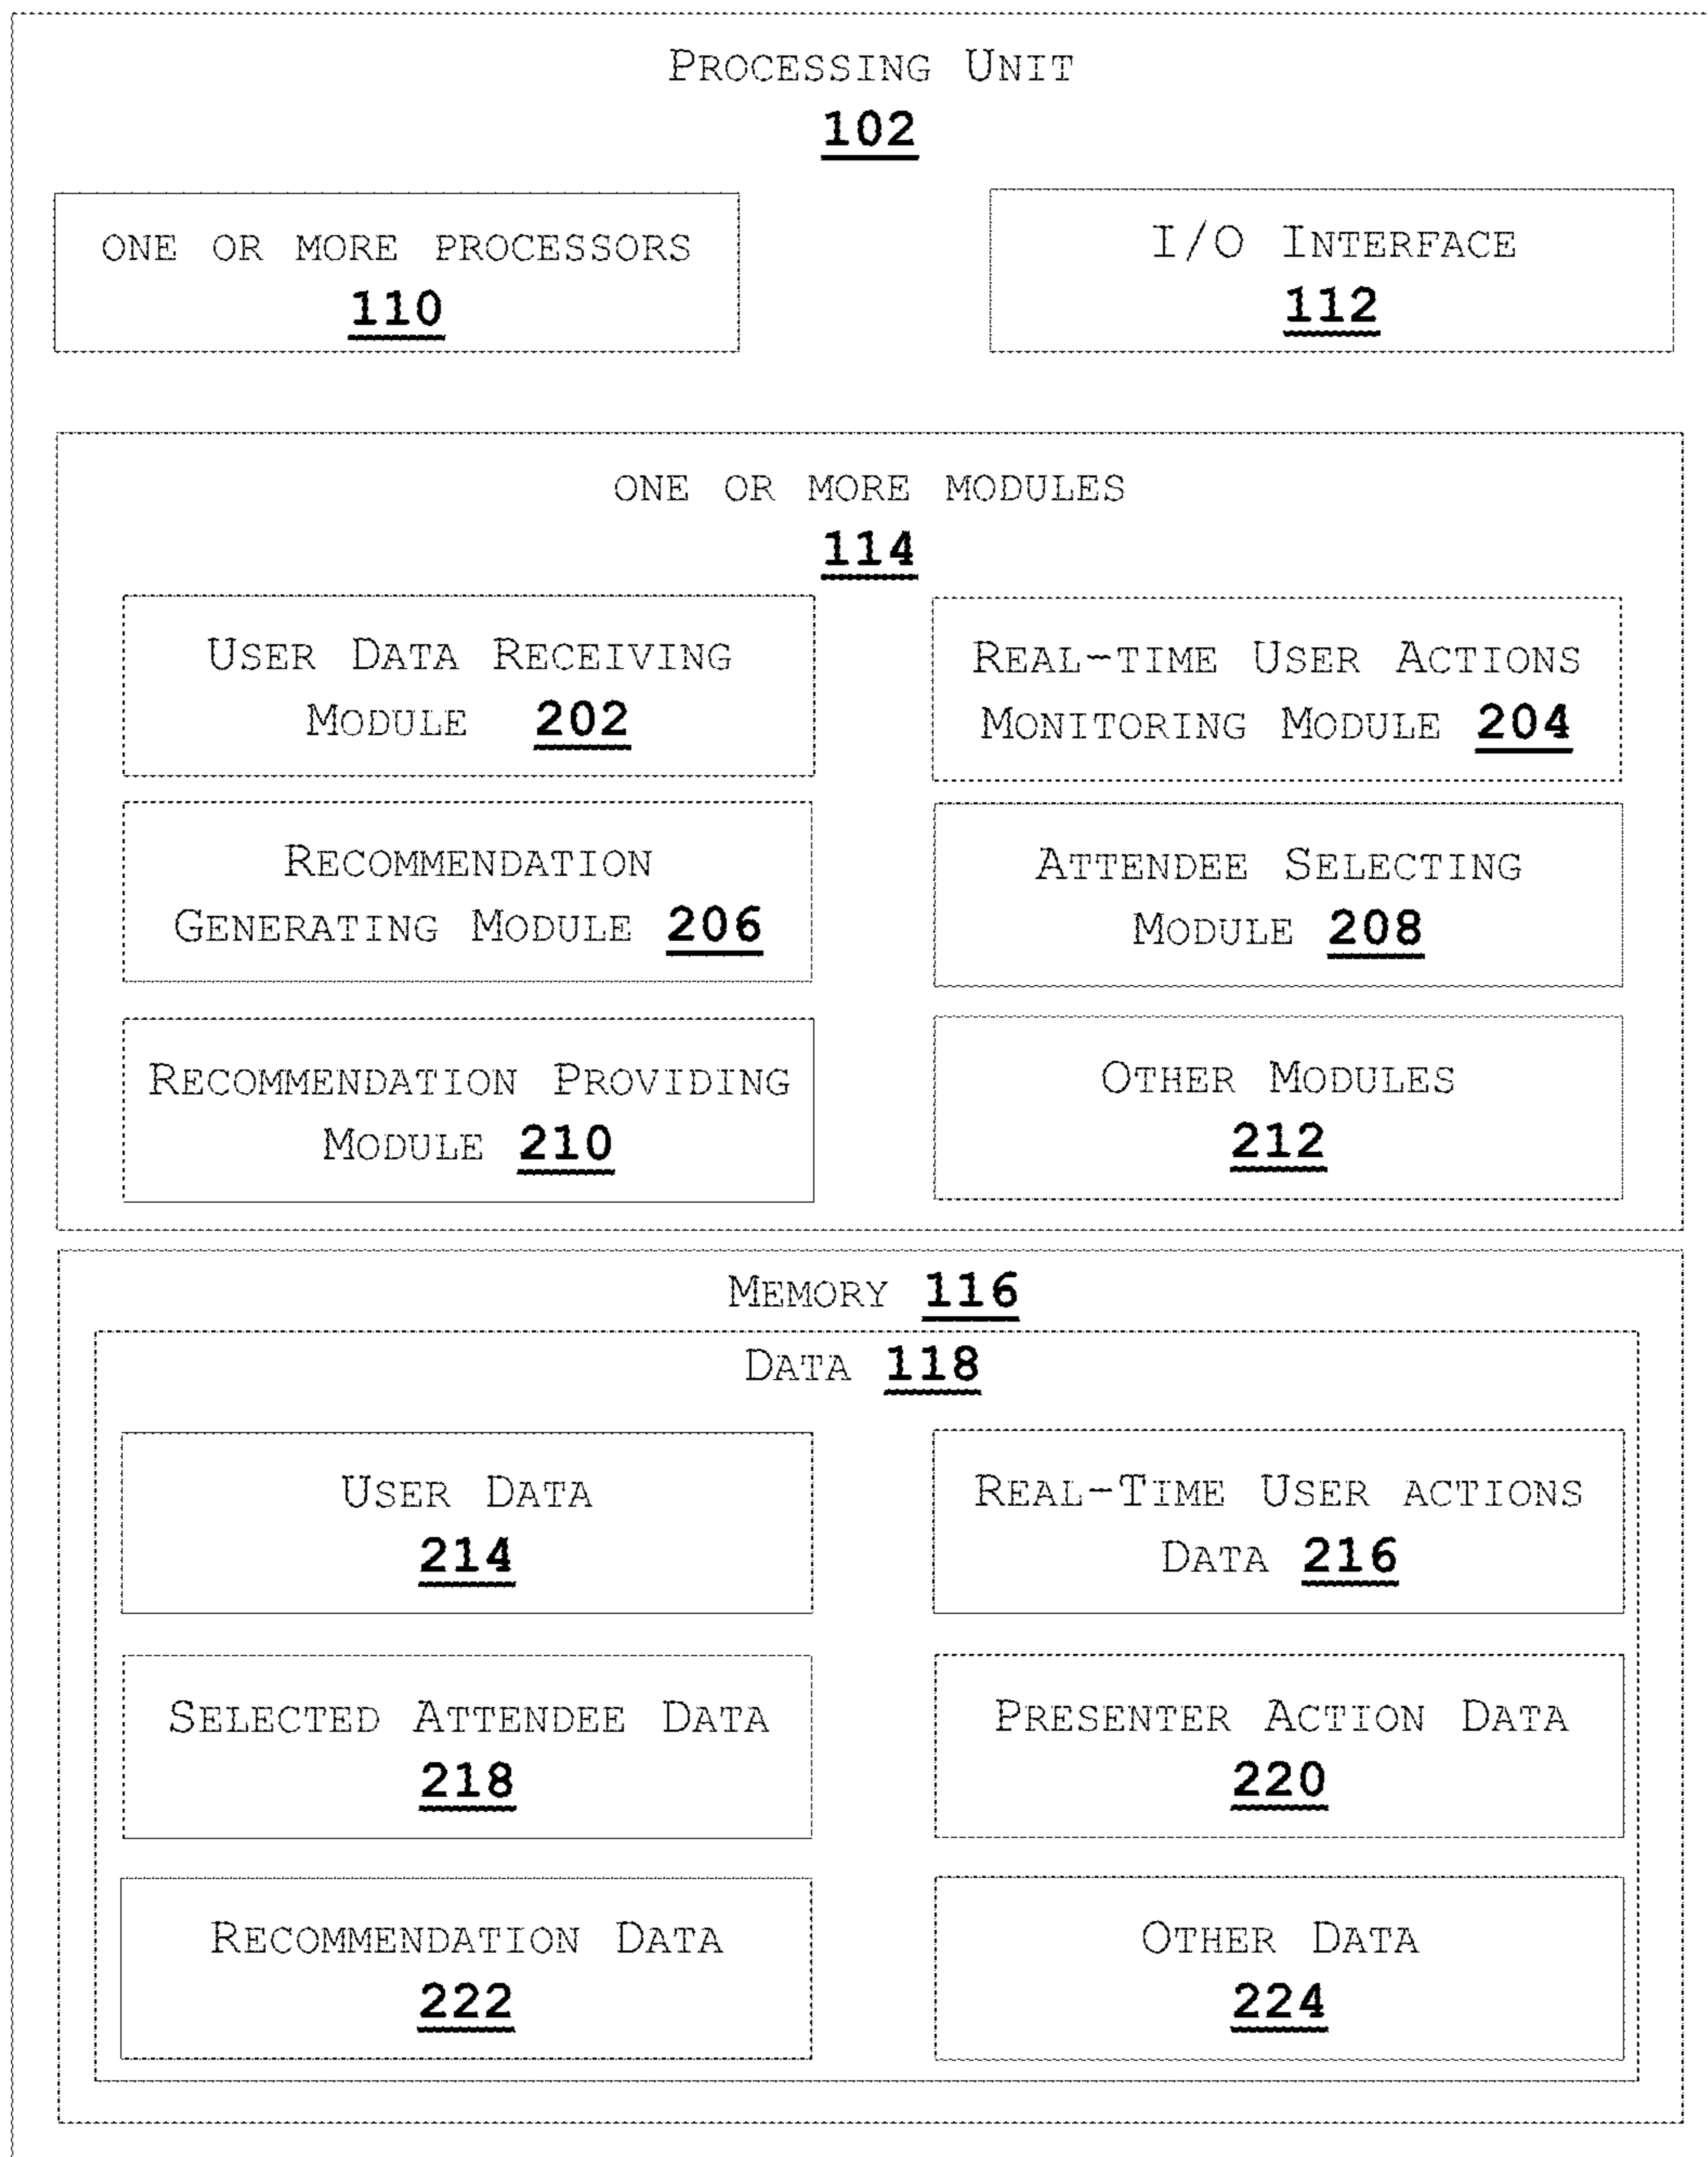 PROCESSING UNIT
102
ONE OR MORE PROCESSORS
110
I/O INTERFACE
112
ONE OR MORE MODULES
114
USER DATA RECEIVING
MODULE 202
REAL-TIME USER ACTIONS
MONITORING MODULE 204
RECOMMENDATION
GENERATING MODULE 206
ATTENDEE SELECTING
MODULE 208
RECOMMENDATION PROVIDING
MODULE 210
OTHER MODULES
212
MEMORY 116
DATA 118
USER DATA
214
REAL-TIME USER ACTIONS
DATA 216
SELECTED ATTENDEE DATA
218
PRESENTER ACTION DATA
220
RECOMMENDATION DATA
222
OTHER DATA
224